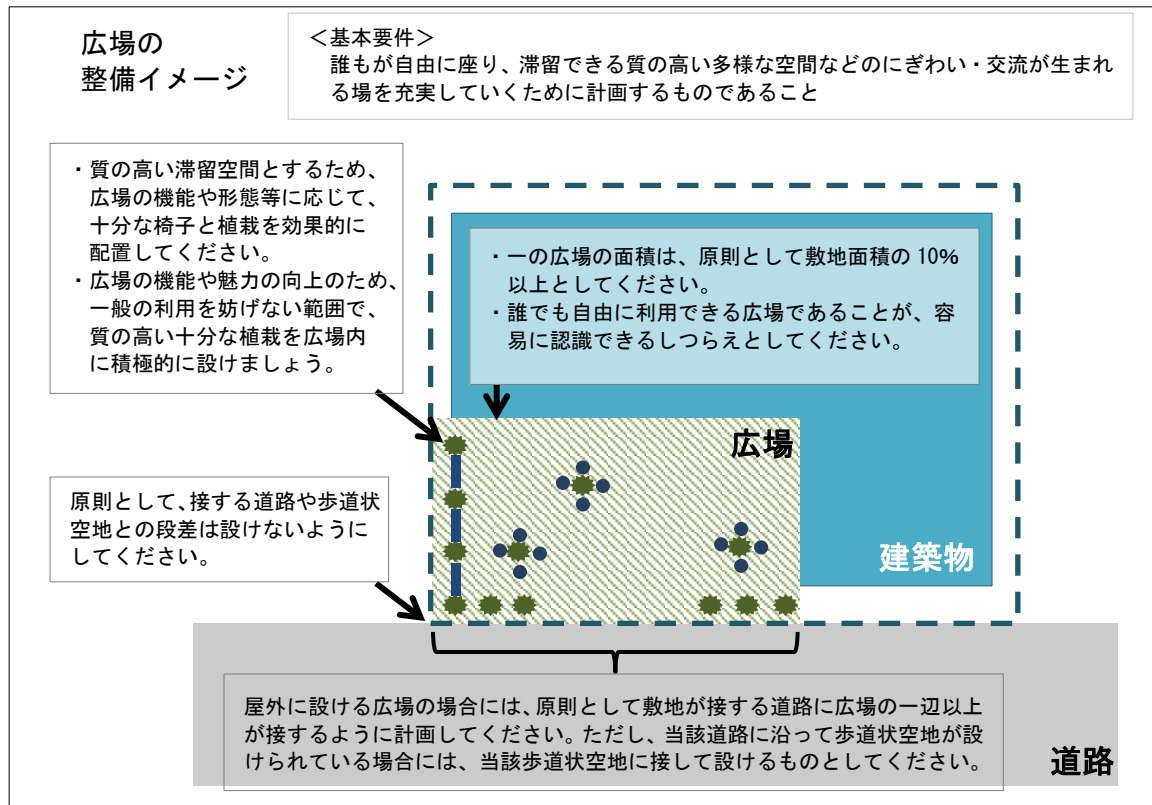 広場の
整備イメージ
＜基本要件＞
誰もが自由に座り、滞留できる質の高い多様な空間などのにぎわい・交流が生まれ
る場を充実していくために計画するものであること
・質の高い滞留空間とするため、
広場の機能や形態等に応じて、
十分な椅子と植栽を効果的に
配置してください。
・広場の機能や魅力の向上のため、
一般の利用を妨げない範囲で、
質の高い十分な植栽を広場内
に積極的に設けましょう。
・一の広場の面積は、原則として敷地面積の 10%
以上としてください。
・誰でも自由に利用できる広場であることが、容
易に認識できるしつらえとしてください。
広場
建築物
原則として、接する道路や歩道状
空地との段差は設けないように
してください。
屋外に設ける広場の場合には、原則として敷地が接する道路に広場の一辺以上
が接するように計画してください。ただし、当該道路に沿って歩道状空地が設
けられている場合には、当該歩道状空地に接して設けるものとしてください。
道路